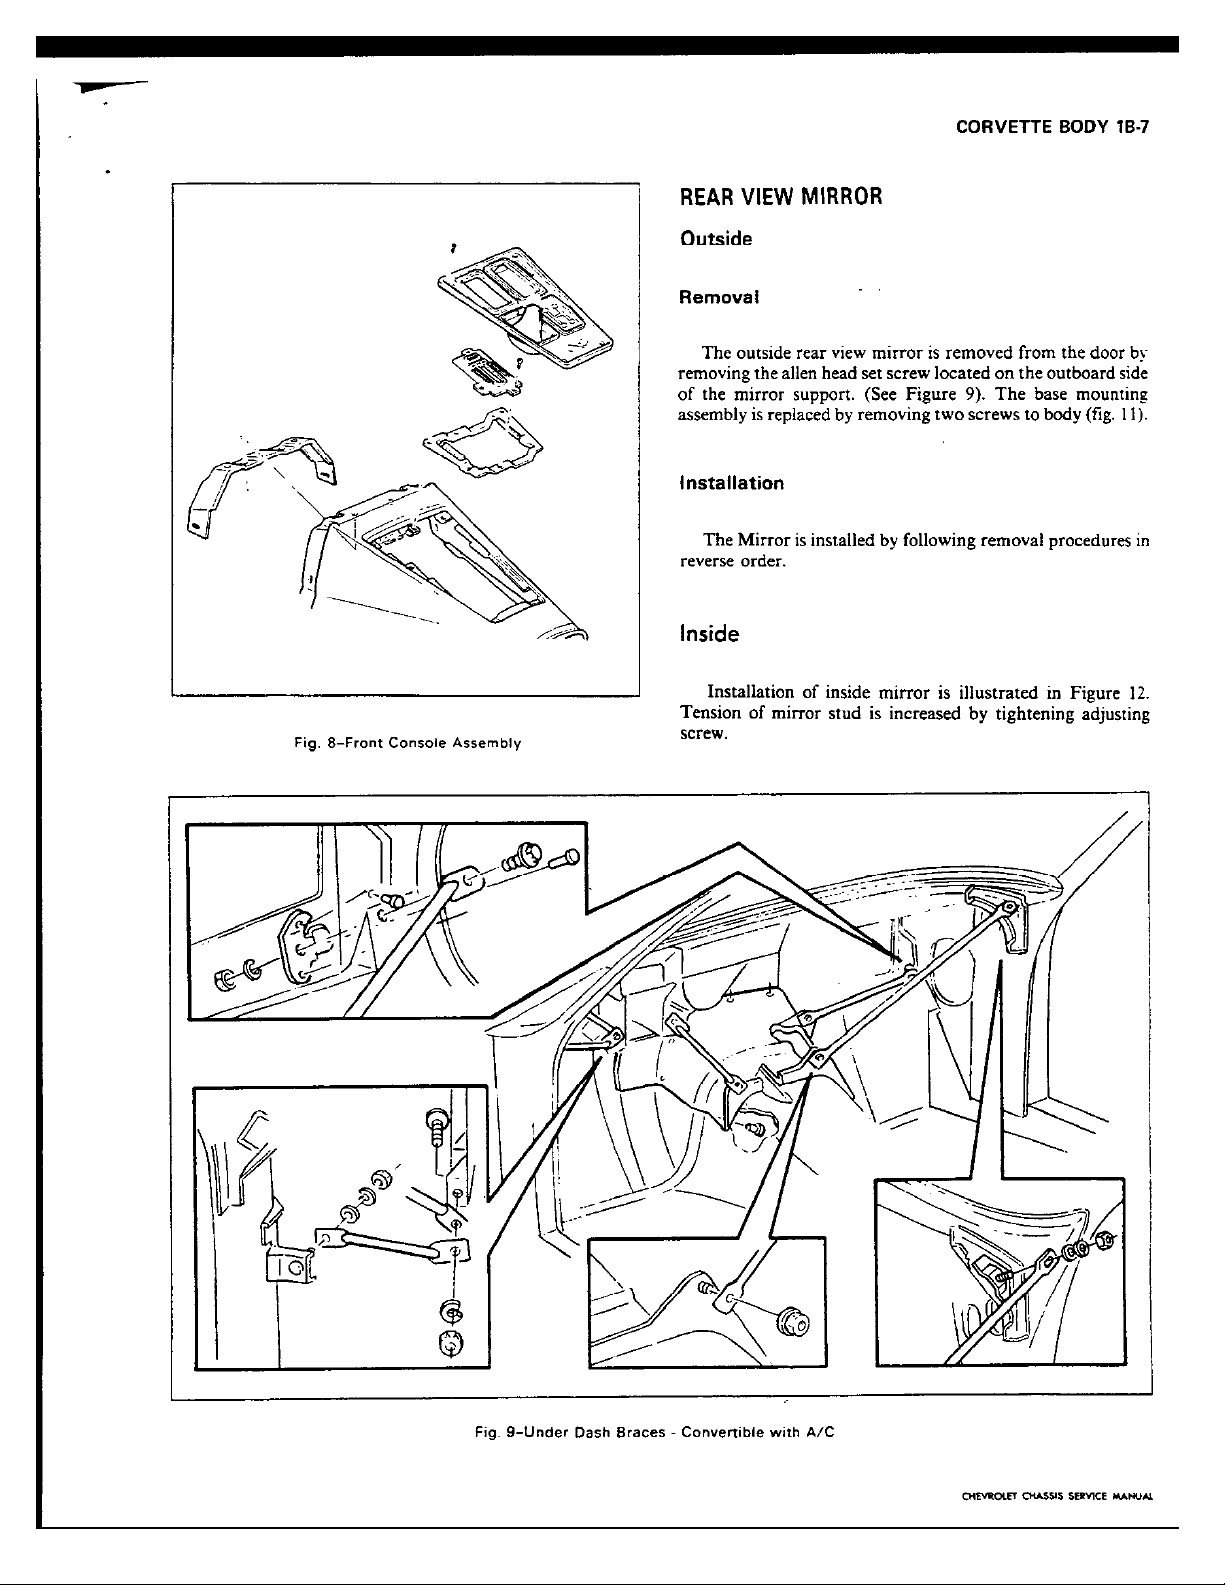 CORVETTE BODY 1B-7
REAR VIEW MIRROR
Outside
Removal
The outside rear view mirror is removed from the door by
removing the allen head set screw located on the outboard side
of the mirror support. (See Figure 9). The base mounting
assembly is replaced by removing two screws to body (fig. 11).
Installation
The Mirror is installed by following removal procedures in
reverse order.
Inside
Installation of inside mirror is illustrated in Figure 12.
Tension of mirror stud is increased by tightening adjusting
screw.
Fig. 8–Front Console Assembly
Fig. 9–Under Dash Braces - Convertible with A/C
CHEVROLET CHASSIS SERVICE MANUAL